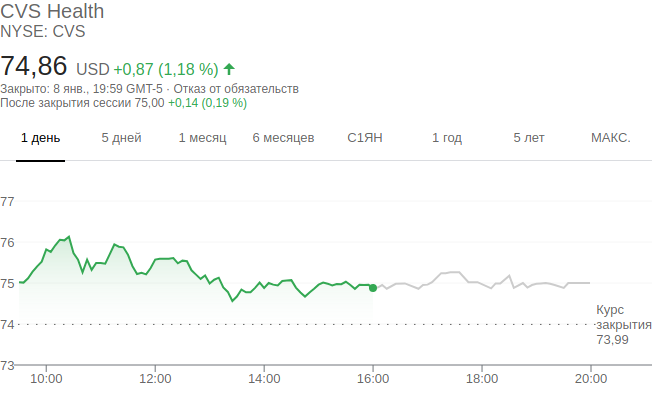 CVS Health
NYSE: CVS
74,86 USD +0,87 (1,18 %)
Закрыто: 8 янв., 19:59 GMT-5 · Отказ от обязательств
После закрытия сессии 75,00 +0,14 (0,19 %)
1 день 5 дней 1 месяц 6 месяцев С1ЯН 1 год 5 лет МАКС.
77
76
75
74
Курс
закрытия
73,99
73
10:00 12:00 14:00 16:00 18:00 20:00